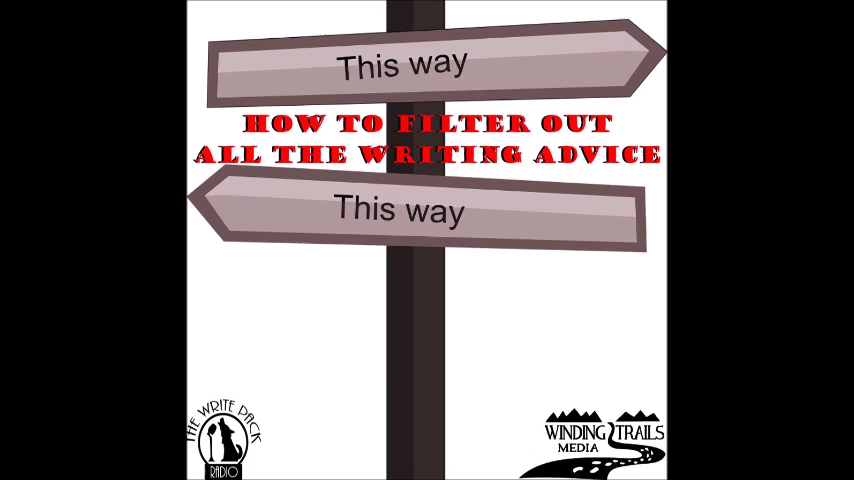 This way
HOW TO FILTER OUT
ALL THE WRITING ADVICE
This way
THE WRITE PACK
RADIO
WINDING TRAILS
MEDIA